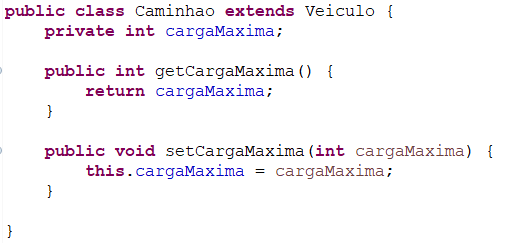 public class Caminhao extends Veiculo {
    private int cargaMaxima;

    public int getCargaMaxima() {
        return cargaMaxima;
    }

    public void setCargaMaxima(int cargaMaxima) {
        this.cargaMaxima = cargaMaxima;
    }

}